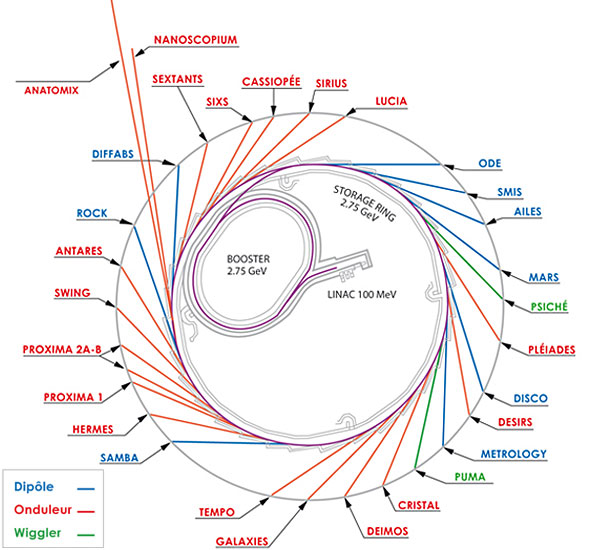 NANOSCOPIUM
ANATOMIX
SEXTANTS
SIXS
CASSIOPÉE
SIRIUS
LUCIA
DIFFABS
ODE
ROCK
SMIS
AILES
ANTARES
MARS
SWING
PSICHÉ
PROXIMA 2A-B
PLÉIADES
PROXIMA 1
DISCO
HERMES
DESIRS
SAMBA
METROLOGY
PUMA
CRISTAL
TEMPO
DEIMOS
GALAXIES
STORAGE RING
2.75 GeV
BOOSTER
2.75 GeV
LINAC 100 MeV
Dipôle
Onduleur
Wiggler